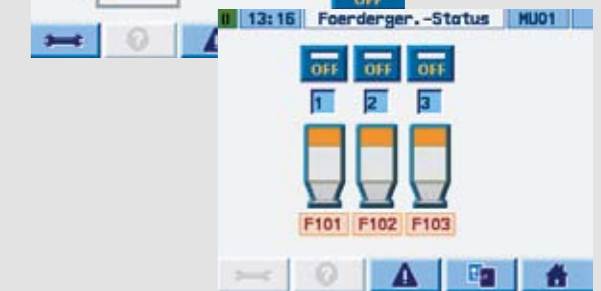 OFF
13:16 Foerderger.-Status MU01
OFF OFF OFF
1 2 3
F101 F102 F103
?
?